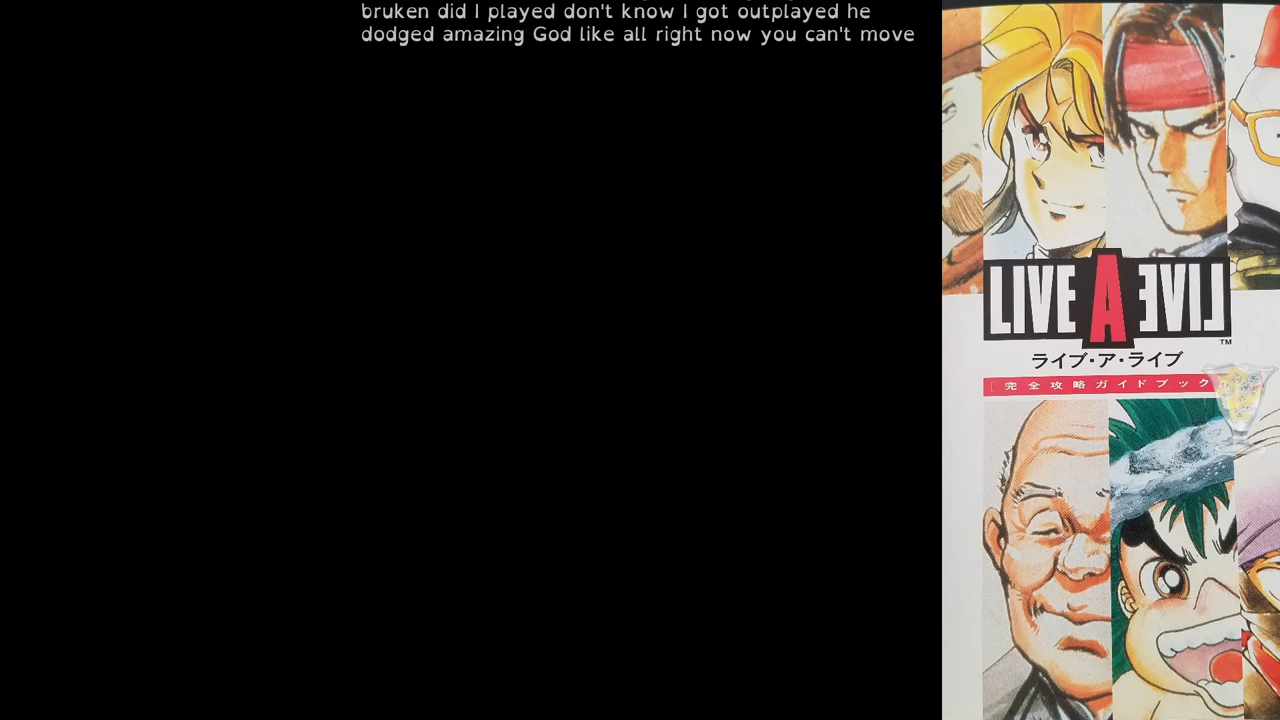 bruken did I played don't know I got outplayed he
dodged amazing God like all right now you can't move
LIVE A LIVE
TM
ライブ・ア・ライブ
[完全攻略ガイドブック